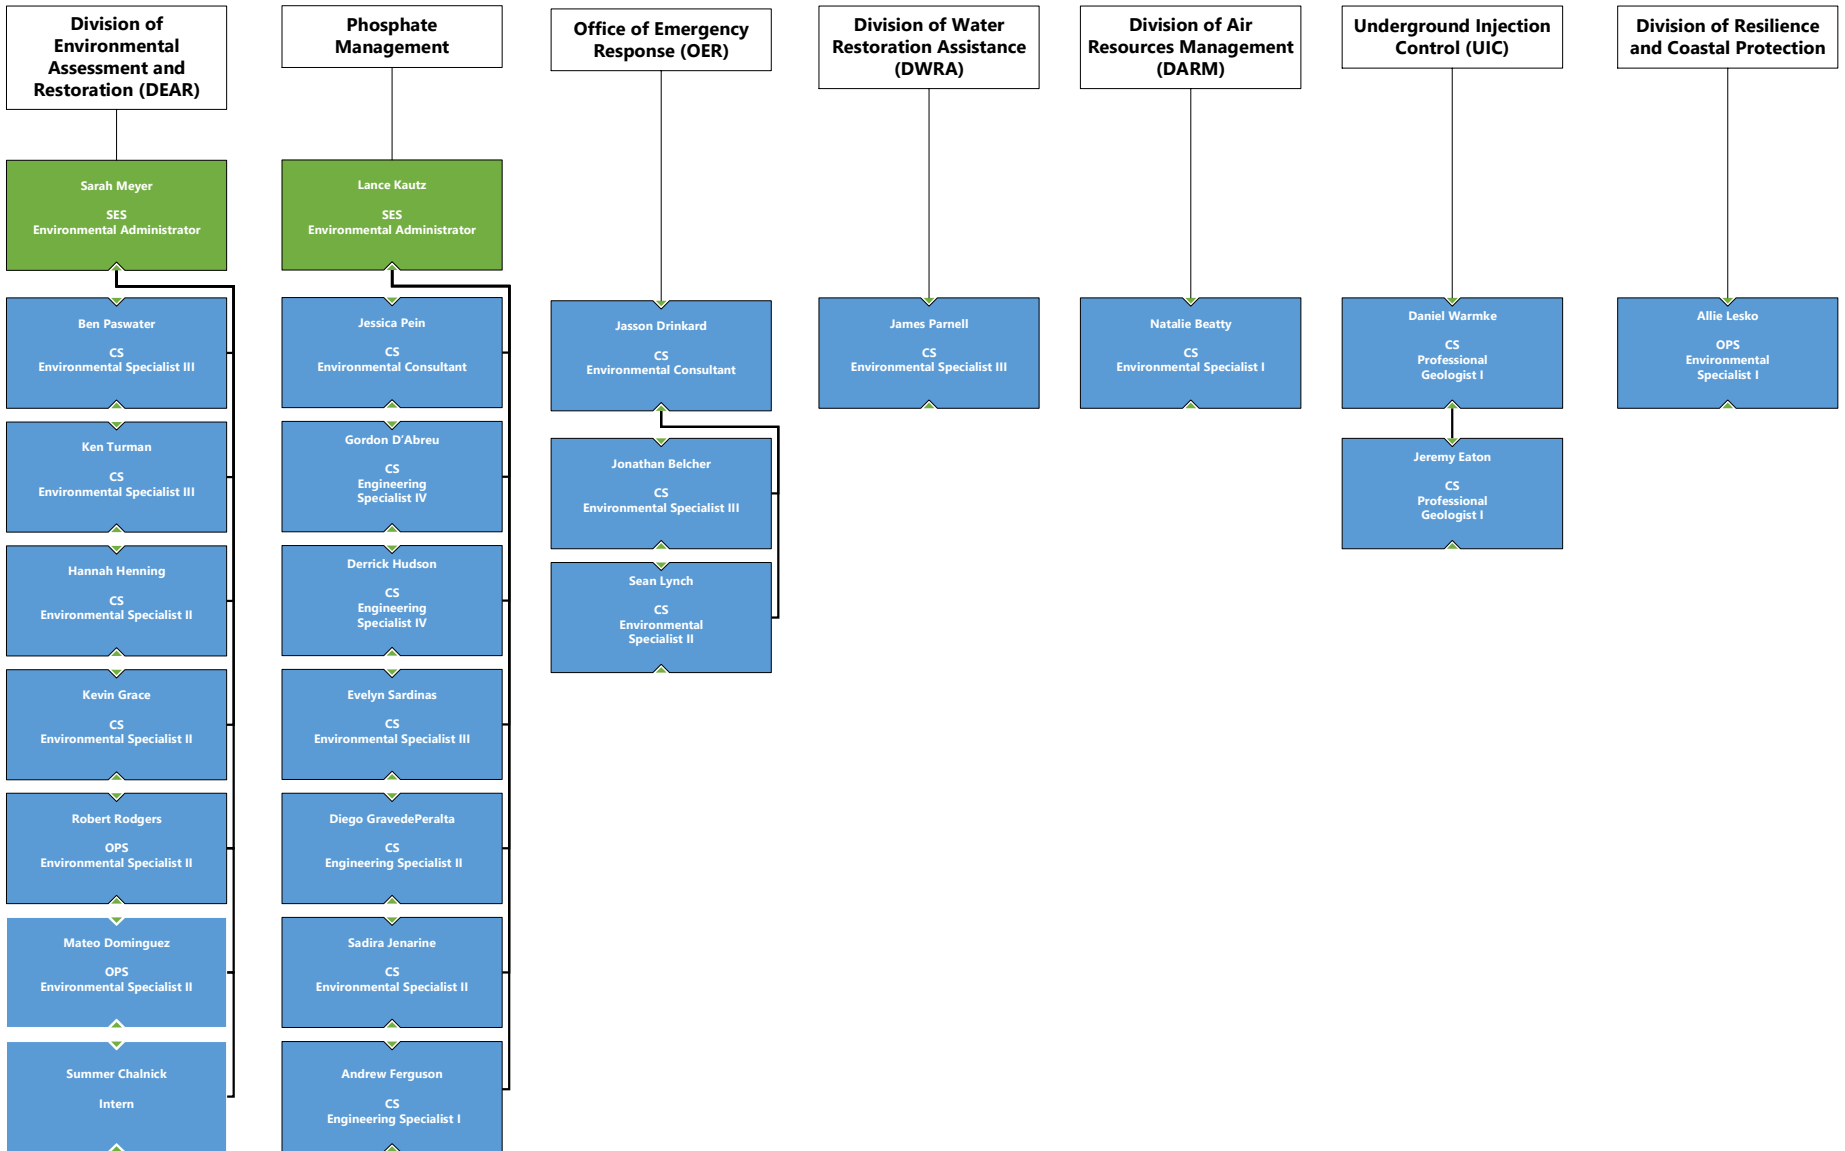 Division of
Environmental
Assessment and
Restoration (DEAR)
Sarah Meyer
SES
Environmental Administrator
Ben Paswater
CS
Environmental Specialist III
Ken Turman
CS
Environmental Specialist III
Hannah Henning
CS
Environmental Specialist II
Kevin Grace
CS
Environmental Specialist II
Robert Rodgers
OPS
Environmental Specialist II
Mateo Dominguez
OPS
Environmental Specialist II
Summer Chalnick
Intern
Phosphate
Management
Lance Kautz
SES
Environmental Administrator
Jessica Pein
CS
Environmental Consultant
Gordon D'Abreu
CS
Engineering
Specialist IV
Derrick Hudson
CS
Engineering
Specialist IV
Evelyn Sardinas
CS
Environmental Specialist III
Diego GravedePeralta
CS
Engineering Specialist II
Sadira Jenarine
CS
Environmental Specialist II
Andrew Ferguson
CS
Engineering Specialist I
Office of Emergency
Response (OER)
Jasson Drinkard
CS
Environmental Consultant
Jonathan Belcher
CS
Environmental Specialist III
Sean Lynch
CS
Environmental
Specialist II
Division of Water
Restoration Assistance
(DWRA)
James Parnell
CS
Environmental Specialist III
Division of Air
Resources Management
(DARM)
Natalie Beatty
CS
Environmental Specialist I
Underground Injection
Control (UIC)
Daniel Warmke
CS
Professional
Geologist I
Jeremy Eaton
CS
Professional
Geologist I
Division of Resilience
and Coastal Protection
Allie Lesko
OPS
Environmental
Specialist I